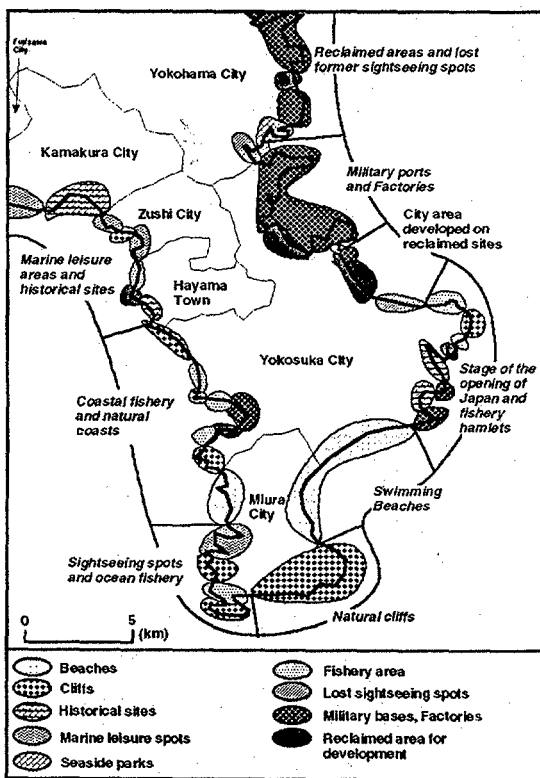 Fujisawa
City
Reclaimed areas and lost
former sightseeing spots
Yokohama City
Kamakura City
Military ports
and Factories
Zushi City
City area
developed on
reclaimed sites
Marine leisure
areas and
historical sites
Hayama
Town
Yokosuka City
Stage of the
opening of
Japan and
fishery
hamlets
Coastal fishery
and natural
coasts
Swimming
Beaches
Miura
City
Sightseeing spots
and ocean fishery
Natural cliffs
0 5
(km)
Beaches
Cliffs
Historical sites
Marine leisure spots
Seaside parks
Fishery area
Lost sightseeing spots
Military bases, Factories
Reclaimed area for
development